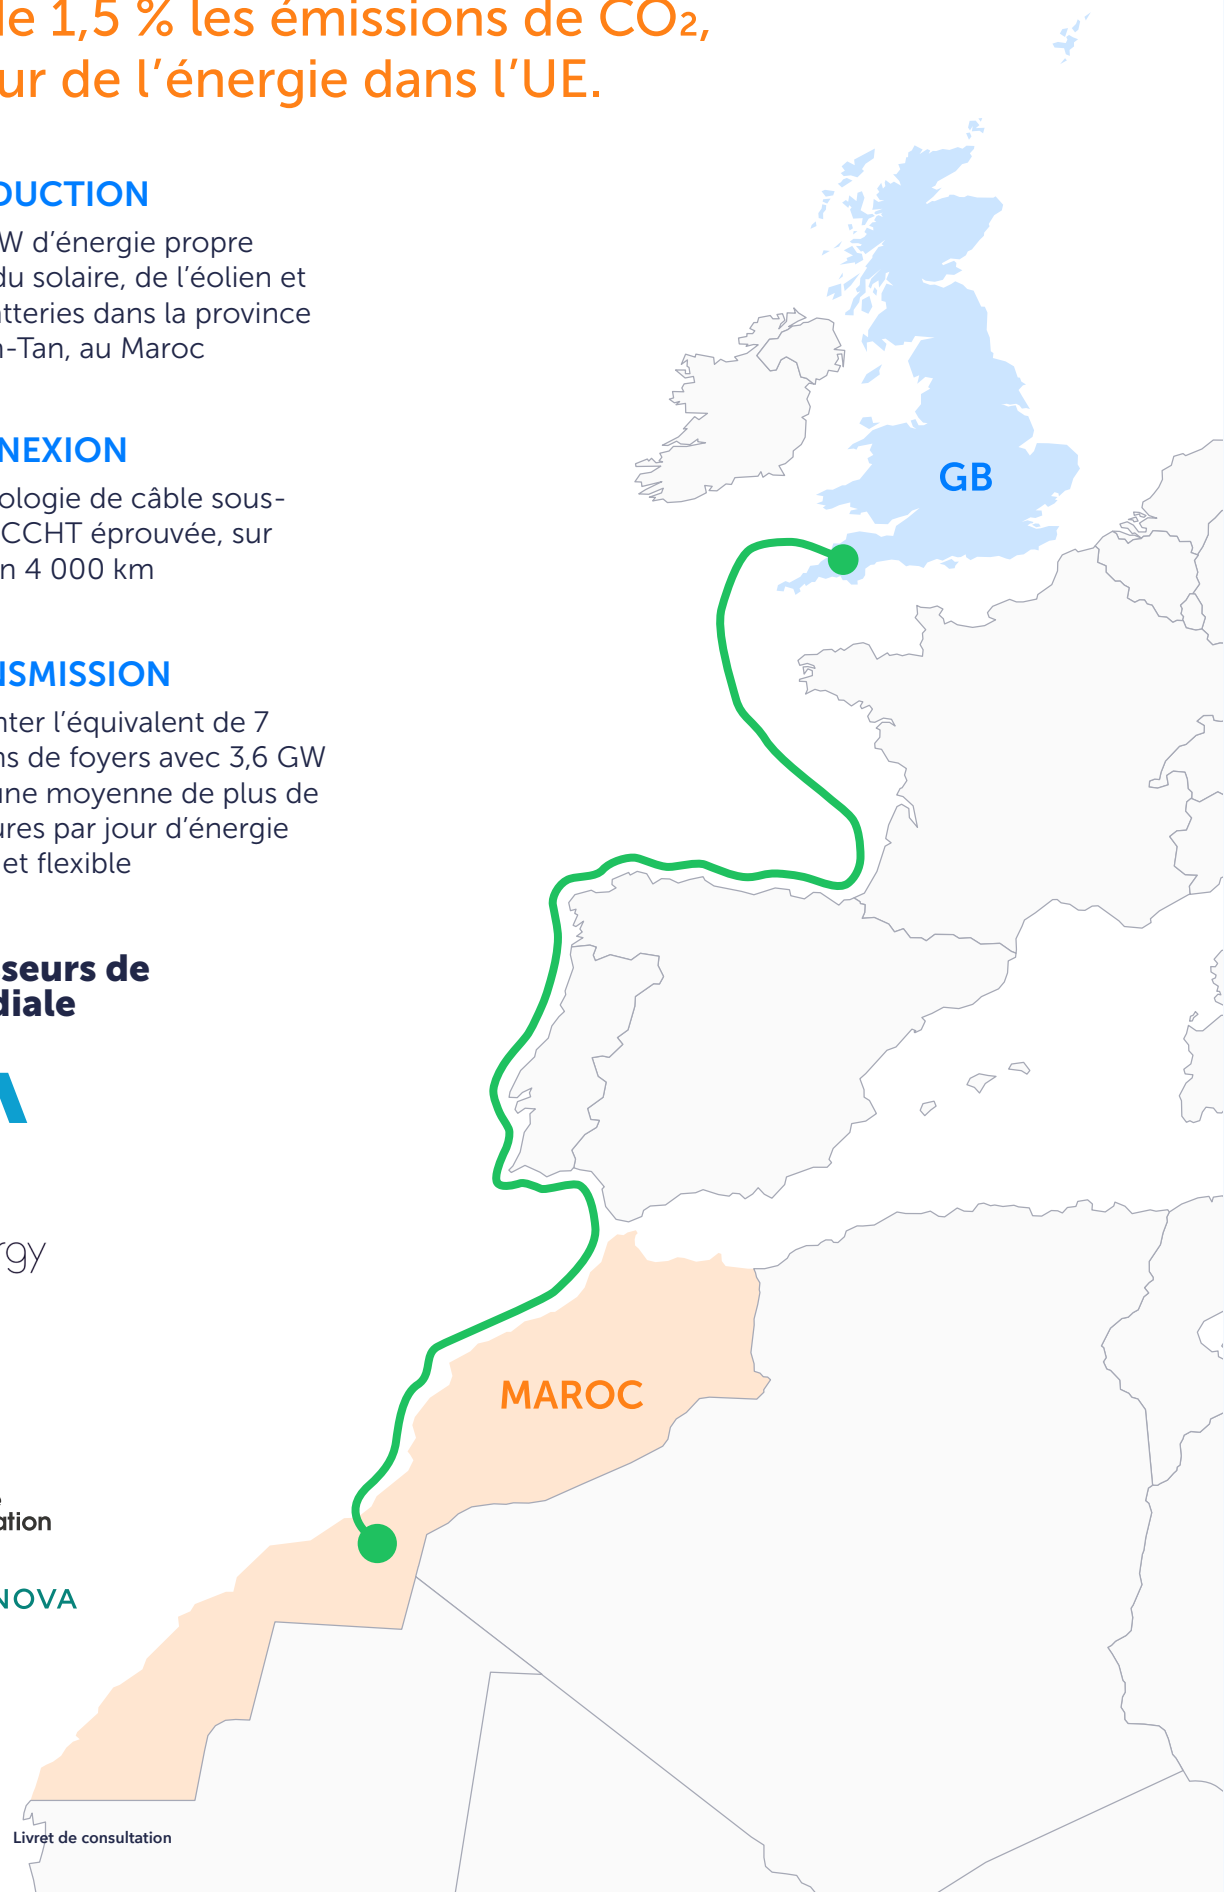 de 1,5 % les émissions de CO₂,
ur de l’énergie dans l’UE.
DUCTION
W d’énergie propre
du solaire, de l’éolien et
atteries dans la province
n-Tan, au Maroc
NEXION
ologie de câble sous-
CCHT éprouvée, sur
n 4 000 km
NSMISSION
nter l’équivalent de 7
ns de foyers avec 3,6 GW
une moyenne de plus de
ures par jour d’énergie
et flexible
seurs de
diale
rgy
ation
NOVA
GB
MAROC
Livret de consultation